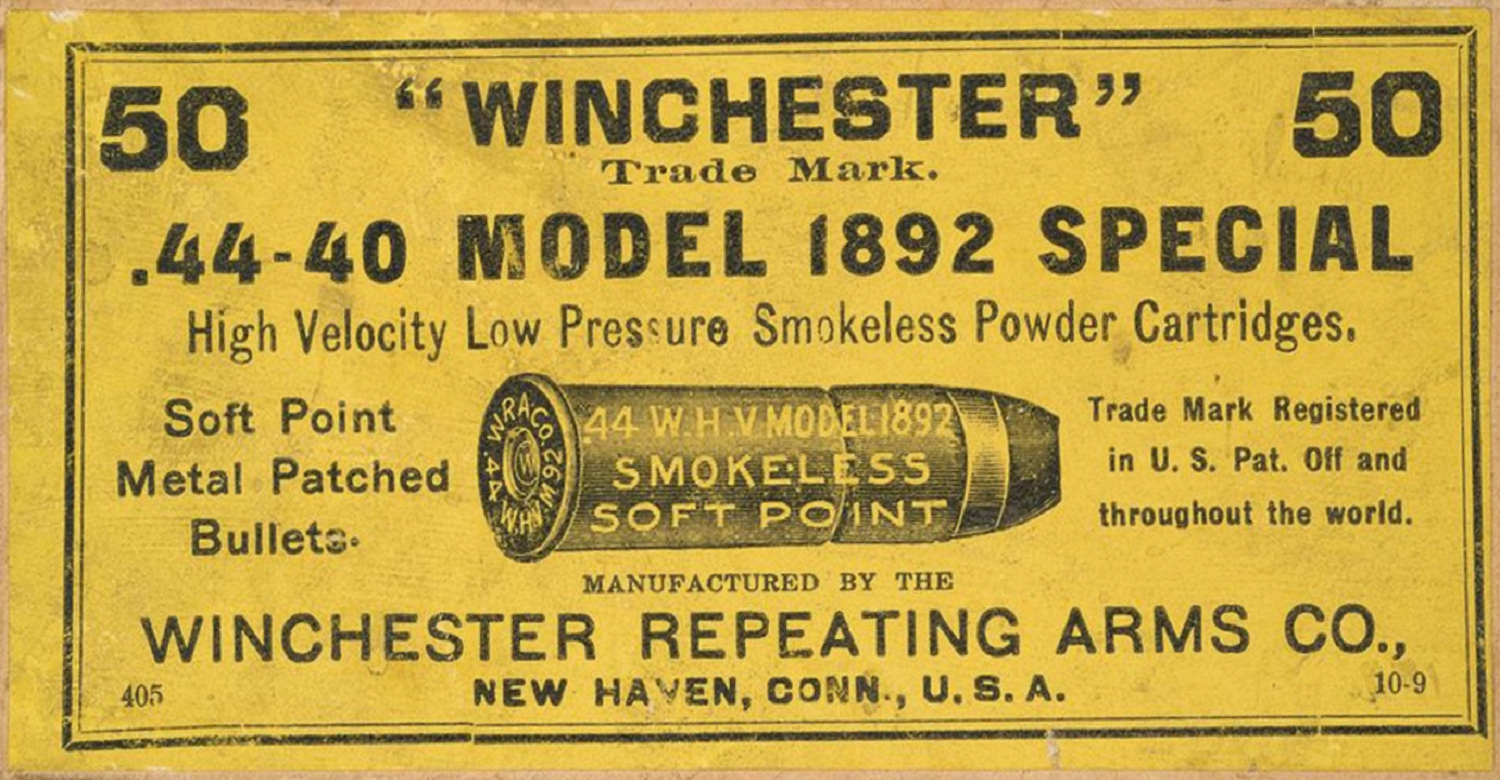 50 “WINCHESTER” 50
Trade Mark.
.44-40 MODEL 1892 SPECIAL
High Velocity Low Pressure Smokeless Powder Cartridges.
Soft Point
Metal Patched
Bullets.
W.R.A.Co.
.44 W.H.V. M.92
W
.44 W.H.V MODEL 1892
SMOKELESS
SOFT POINT
Trade Mark Registered
in U. S. Pat. Off and
throughout the world.
MANUFACTURED BY THE
WINCHESTER REPEATING ARMS CO.,
405 NEW HAVEN, CONN., U. S. A. 10-9